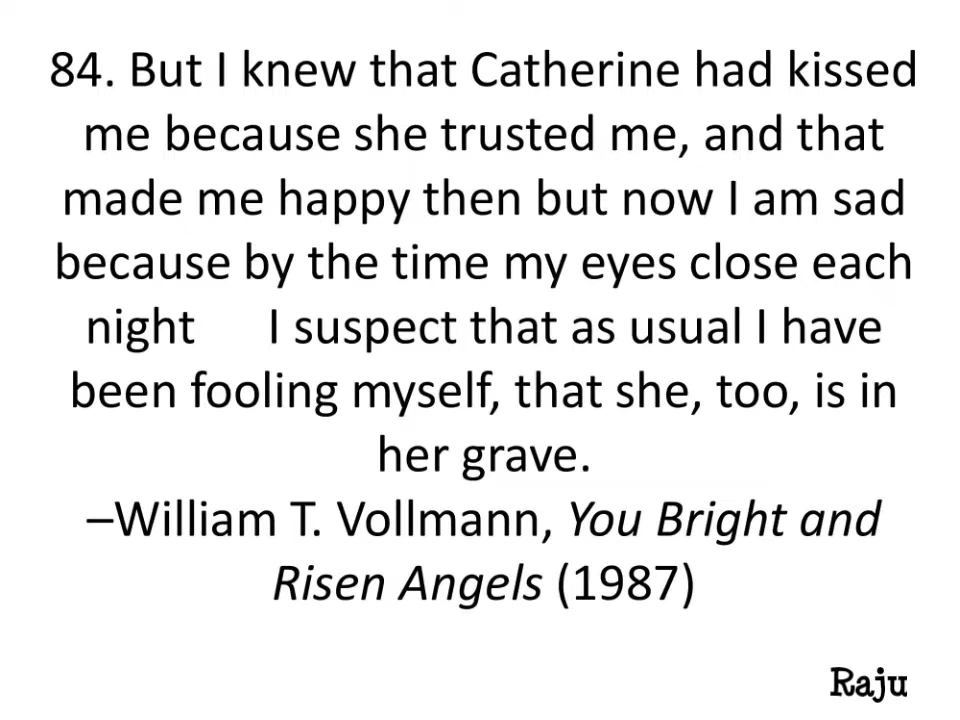 84. But I knew that Catherine had kissed
me because she trusted me, and that
made me happy then but now I am sad
because by the time my eyes close each
night I suspect that as usual I have
been fooling myself, that she, too, is in
her grave.
–William T. Vollmann, You Bright and
Risen Angels (1987)
Raju